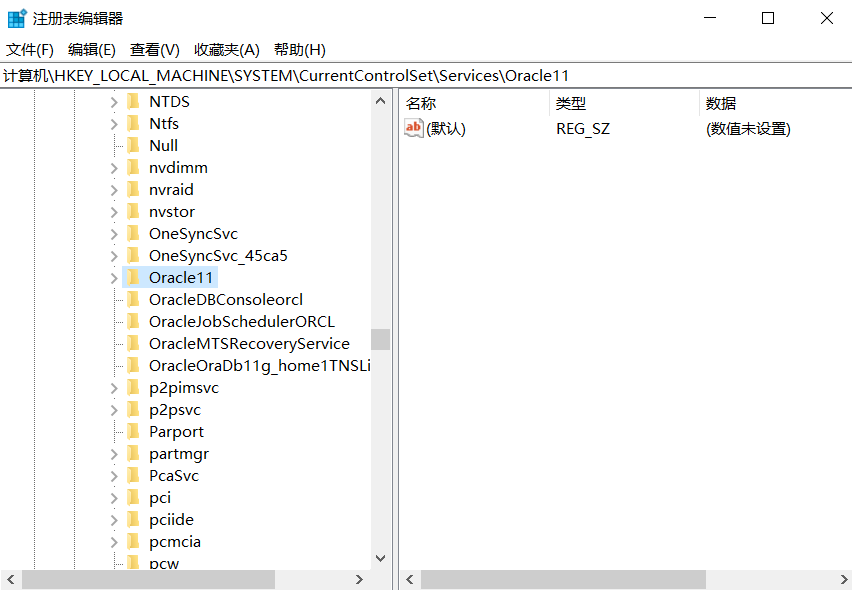 注册表编辑器
文件(F) 编辑(E) 查看(V) 收藏夹(A) 帮助(H)
计算机\HKEY_LOCAL_MACHINE\SYSTEM\CurrentControlSet\Services\Oracle11
NTDS
Ntfs
Null
nvdimm
nvraid
nvstor
OneSyncSvc
OneSyncSvc_45ca5
Oracle11
OracleDBConsoleorcl
OracleJobSchedulerORCL
OracleMTSRecoveryService
OracleOraDb11g_home1TNSLi
p2pimsvc
p2psvc
Parport
partmgr
PcaSvc
pci
pciide
pcmcia
pcw
名称 类型 数据
ab (默认) REG_SZ (数值未设置)